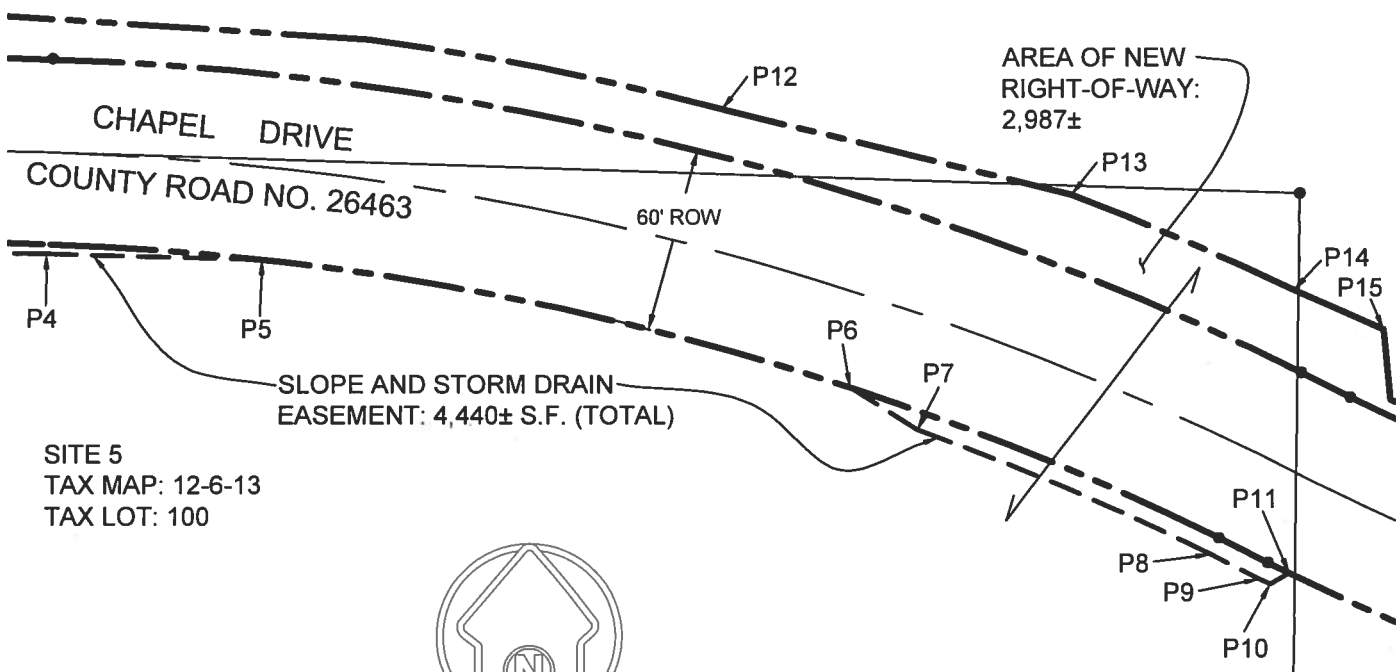 P12
AREA OF NEW
RIGHT-OF-WAY:
2,987±
CHAPEL DRIVE
COUNTY ROAD NO. 26463
P13
60' ROW
P14
P15
P4
P5
P6
P7
SLOPE AND STORM DRAIN
EASEMENT: 4,440± S.F. (TOTAL)
SITE 5
TAX MAP: 12-6-13
TAX LOT: 100
P11
P8
P9
P10
N